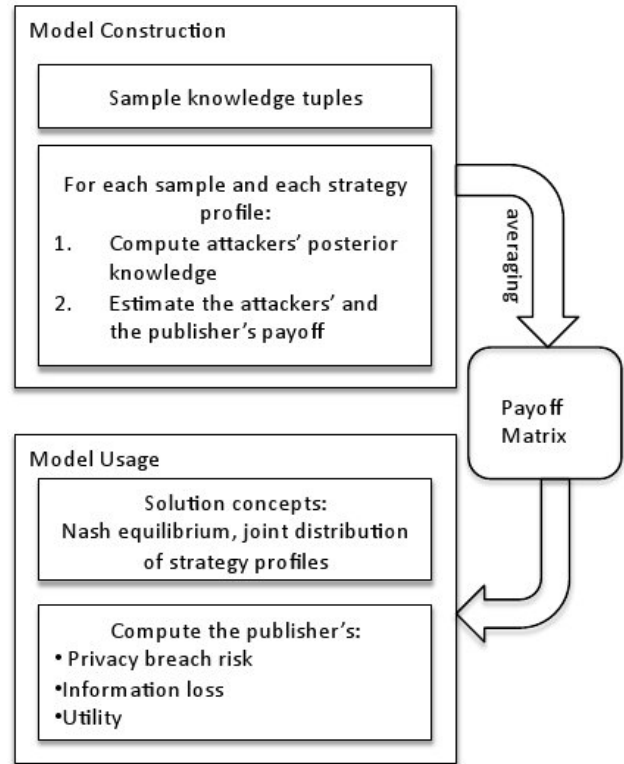 Model Construction
Sample knowledge tuples
For each sample and each strategy
profile:
1. Compute attackers' posterior
knowledge
2. Estimate the attackers' and
the publisher's payoff
averaging
Payoff
Matrix
Model Usage
Solution concepts:
Nash equilibrium, joint distribution
of strategy profiles
Compute the publisher's:
• Privacy breach risk
•Information loss
•Utility